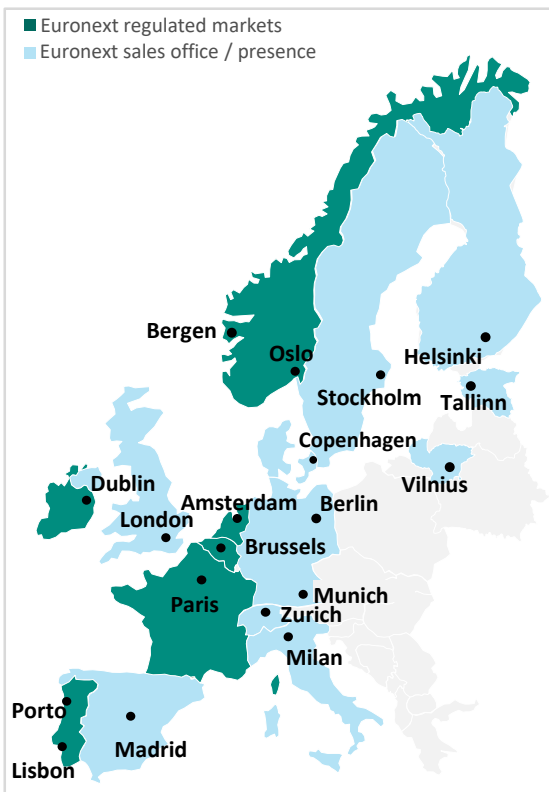 Euronext regulated markets
Euronext sales office / presence
Bergen
Oslo
Helsinki
Stockholm
Tallinn
Copenhagen
Vilnius
Dublin
Amsterdam
Berlin
London
Brussels
Paris
Munich
Zurich
Milan
Porto
Madrid
Lisbon